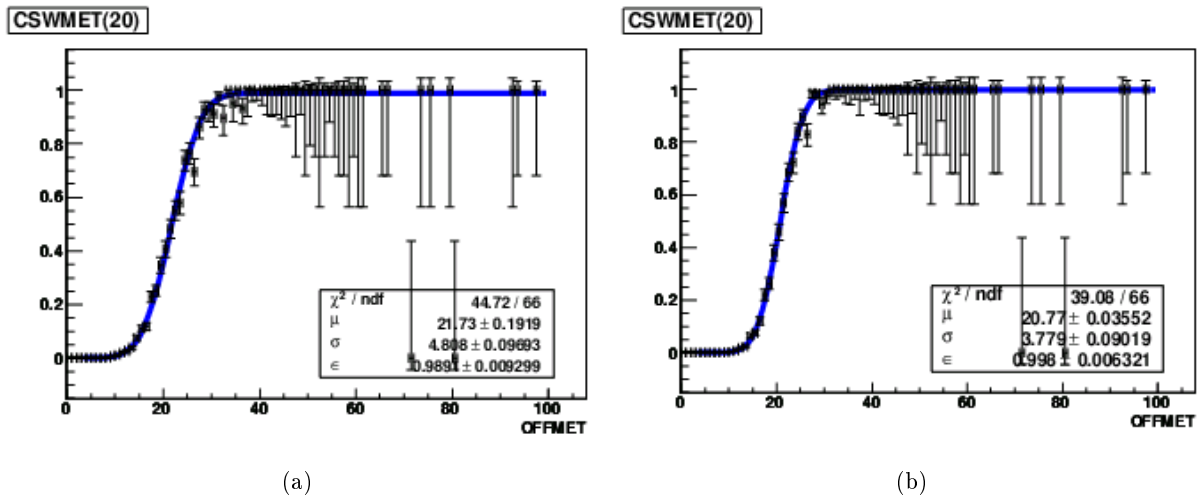 CSWMET(20)
1
0.8
0.6
0.4
0.2
0
χ² / ndf 44.72 / 66
μ 21.73 ± 0.1919
σ 4.808 ± 0.09693
ϵ 0.9891 ± 0.009299
0 20 40 60 80 100
OFFMET
(a)
CSWMET(20)
1
0.8
0.6
0.4
0.2
0
χ² / ndf 39.08 / 66
μ 20.77 ± 0.03552
σ 3.779 ± 0.09019
ϵ 0.998 ± 0.006321
0 20 40 60 80 100
OFFMET
(b)